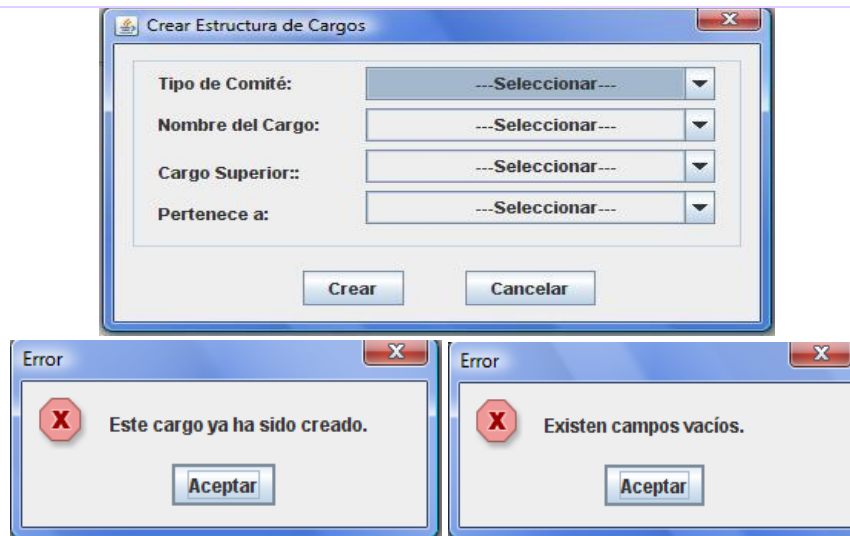 Crear Estructura de Cargos
Tipo de Comité: ---Seleccionar---
Nombre del Cargo: ---Seleccionar---
Cargo Superior:: ---Seleccionar---
Pertenece a: ---Seleccionar---
Crear Cancelar
Error
Este cargo ya ha sido creado.
Aceptar
Error
Existen campos vacíos.
Aceptar